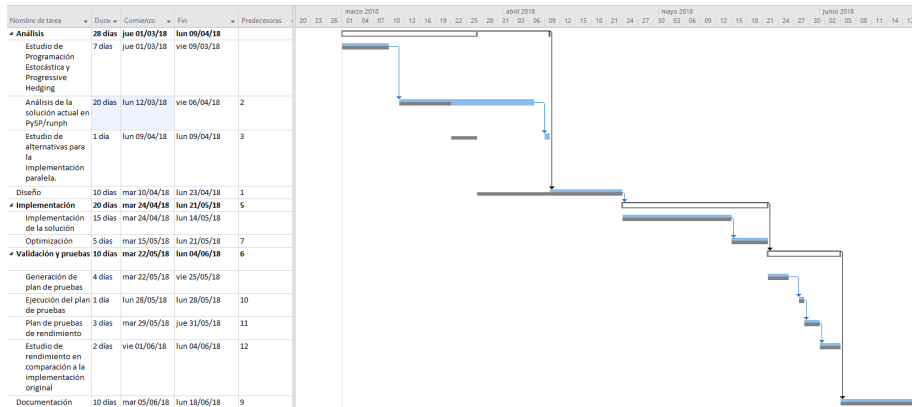 marzo 2018 abril 2018 mayo 2018 junio 2018
Nombre de tarea Durac Comienzo Fin Predecesoras 20 23 26 01 04 07 10 13 16 19 22 25 28 31 03 06 09 12 15 18 21 24 27 30 03 06 09 12 15 18 21 24 27 30 02 05 08 11 14 17
Análisis 28 días jue 01/03/18 lun 09/04/18
Estudio de 7 días jue 01/03/18 vie 09/03/18
Programación
Estocástica y
Progressive
Hedging
Análisis de la 20 días lun 12/03/18 vie 06/04/18 2
solución actual en
PySP/runph
Estudio de 1 día lun 09/04/18 lun 09/04/18 3
alternativas para
la
implementación
paralela.
Diseño 10 días mar 10/04/18 lun 23/04/18 1
Implementación 20 días mar 24/04/18 lun 21/05/18 5
Implementación 15 días mar 24/04/18 lun 14/05/18
de la solución
Optimización 5 días mar 15/05/18 lun 21/05/18 7
Validación y pruebas 10 días mar 22/05/18 lun 04/06/18 6
Generación de 4 días mar 22/05/18 vie 25/05/18
plan de pruebas
Ejecución del plan 1 día lun 28/05/18 lun 28/05/18 10
de pruebas
Plan de pruebas 3 días mar 29/05/18 jue 31/05/18 11
de rendimiento
Estudio de 2 días vie 01/06/18 lun 04/06/18 12
rendimiento en
comparación a la
implementación
original
Documentación 10 días mar 05/06/18 lun 18/06/18 9